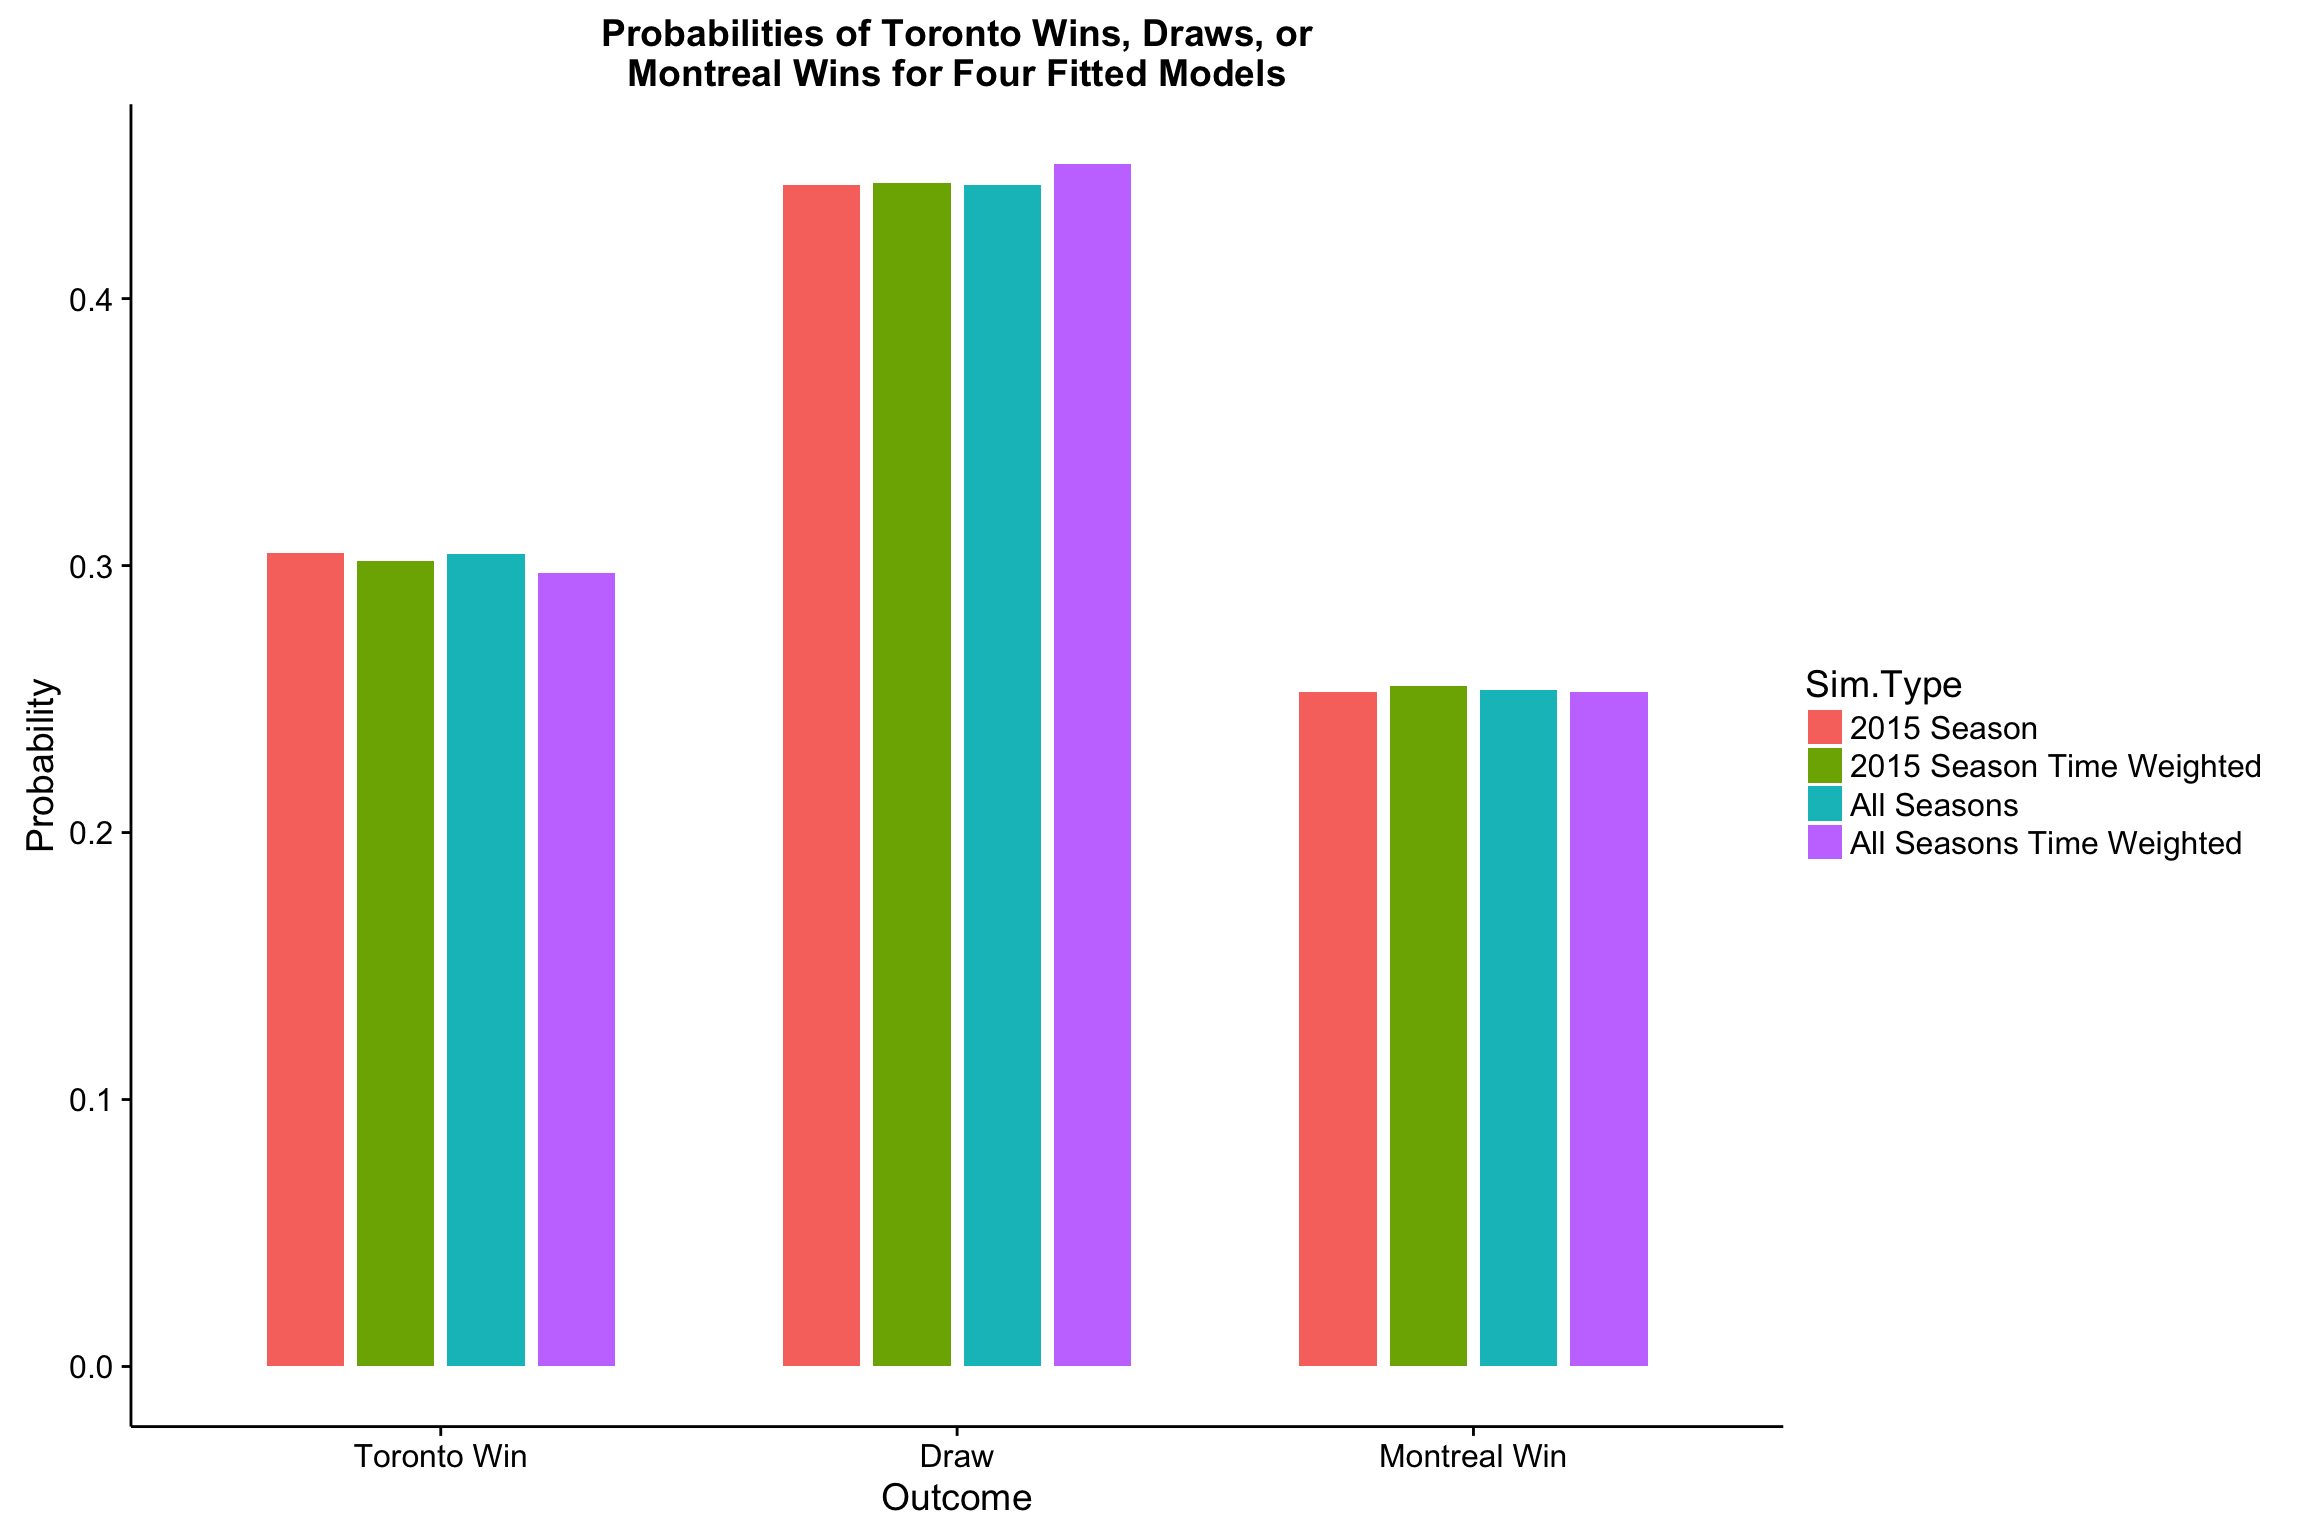 Probabilities of Toronto Wins, Draws, or
Montreal Wins for Four Fitted Models
0.4
0.3
0.2
0.1
0.0
Probability
Toronto Win
Draw
Montreal Win
Outcome
Sim.Type
2015 Season
2015 Season Time Weighted
All Seasons
All Seasons Time Weighted